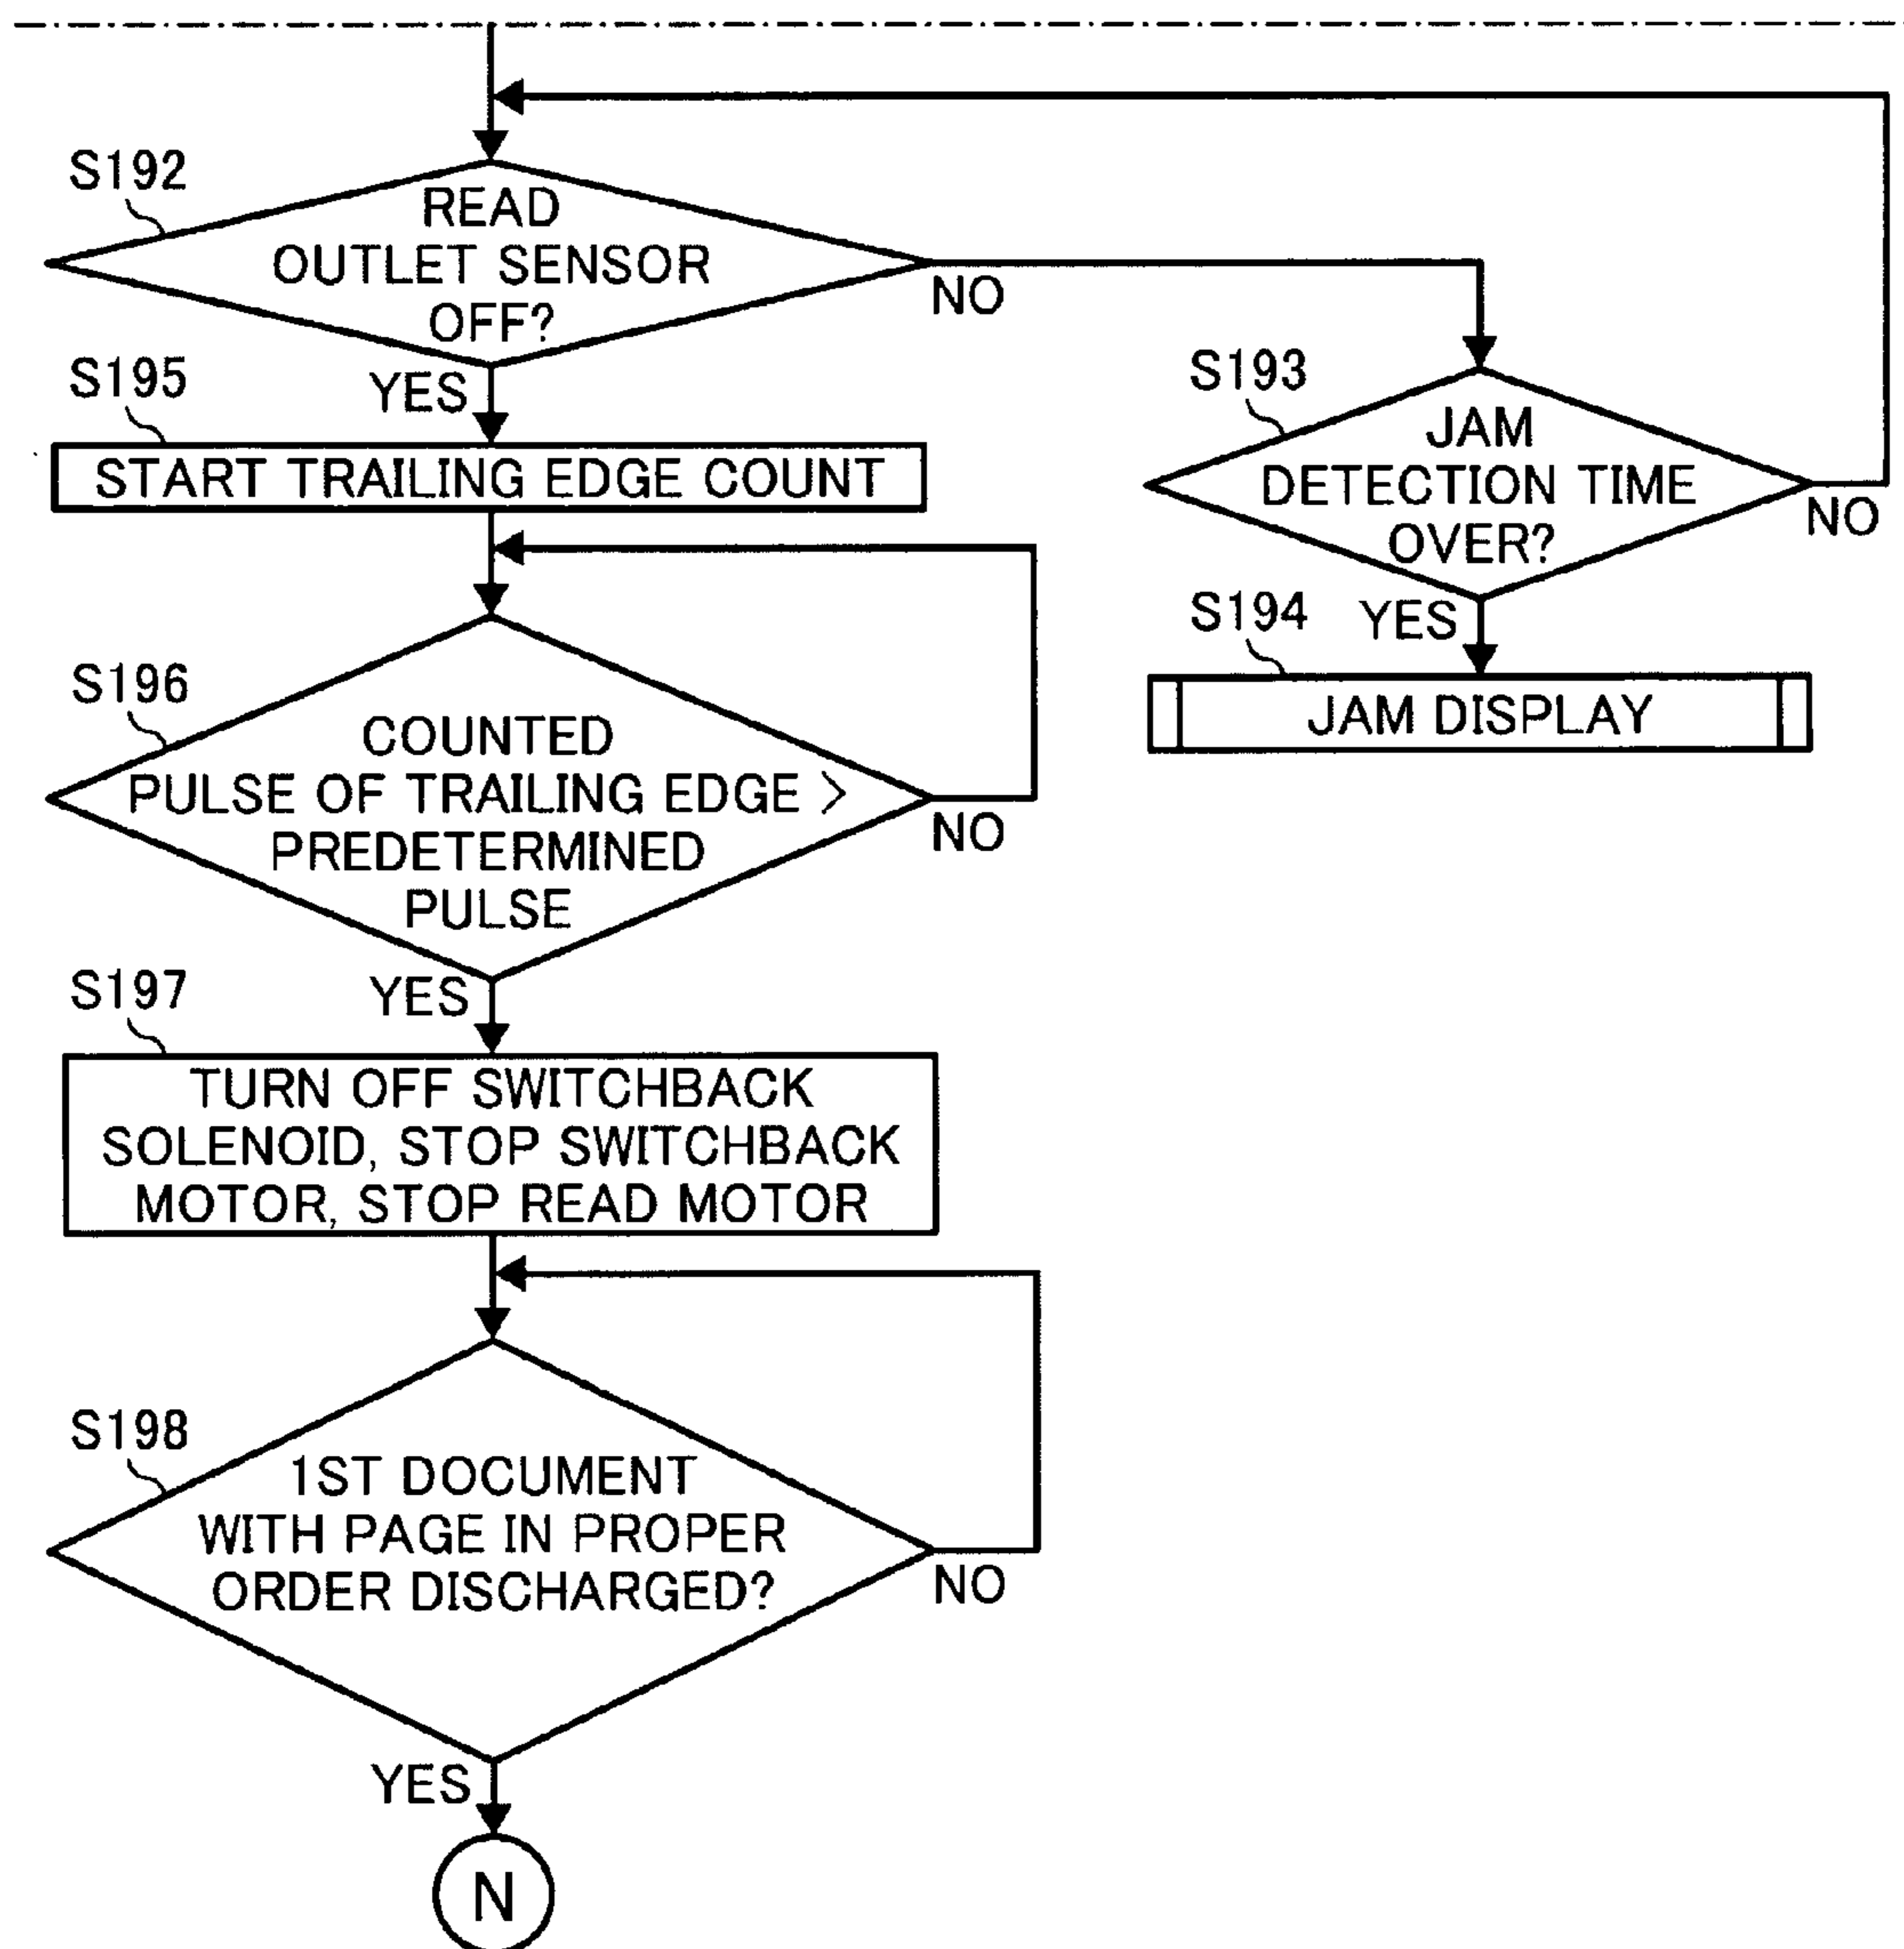 S192
READ
OUTLET SENSOR
OFF?
NO
YES
S193
JAM
DETECTION TIME
OVER?
NO
YES
S194
JAM DISPLAY
S195
START TRAILING EDGE COUNT
S196
COUNTED
PULSE OF TRAILING EDGE >
PREDETERMINED
PULSE
NO
YES
S197
TURN OFF SWITCHBACK
SOLENOID, STOP SWITCHBACK
MOTOR, STOP READ MOTOR
S198
1ST DOCUMENT
WITH PAGE IN PROPER
ORDER DISCHARGED?
NO
YES
N